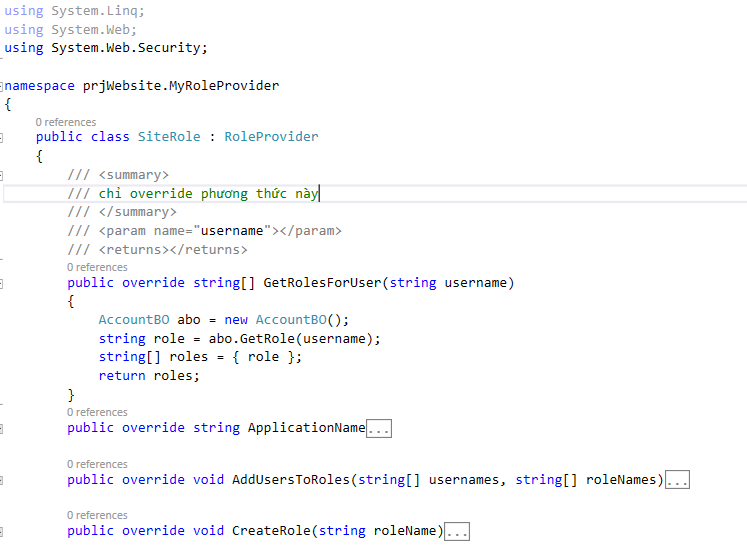 using System.Linq;
using System.Web;
using System.Web.Security;
namespace prjWebsite.MyRoleProvider
{
0 references
public class SiteRole : RoleProvider
{
/// <summary>
/// chỉ override phương thức này
/// </summary>
/// <param name="username"></param>
/// <returns></returns>
0 references
public override string[] GetRolesForUser(string username)
{
AccountBO abo = new AccountBO();
string role = abo.GetRole(username);
string[] roles = { role };
return roles;
}
0 references
public override string ApplicationName...
0 references
public override void AddUsersToRoles(string[] usernames, string[] roleNames)...
0 references
public override void CreateRole(string roleName)...